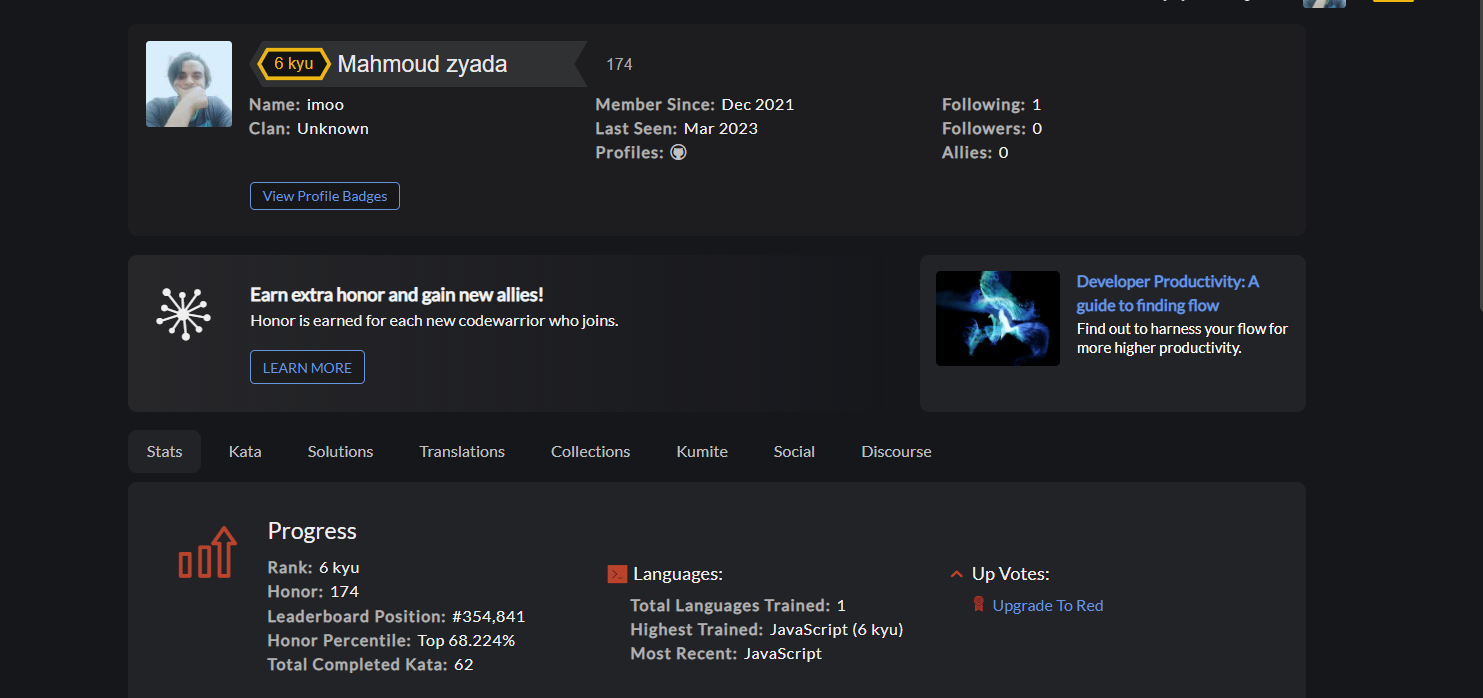 6 kyu Mahmoud zyada 174
Name: imoo
Clan: Unknown
Member Since: Dec 2021
Last Seen: Mar 2023
Profiles:
Following: 1
Followers: 0
Allies: 0
View Profile Badges
Earn extra honor and gain new allies!
Honor is earned for each new codewarrior who joins.
LEARN MORE
Developer Productivity: A
guide to finding flow
Find out to harness your flow for
more higher productivity.
Stats Kata Solutions Translations Collections Kumite Social Discourse
Progress
Rank: 6 kyu
Honor: 174
Leaderboard Position: #354,841
Honor Percentile: Top 68.224%
Total Completed Kata: 62
Languages:
Total Languages Trained: 1
Highest Trained: JavaScript (6 kyu)
Most Recent: JavaScript
Up Votes:
Upgrade To Red